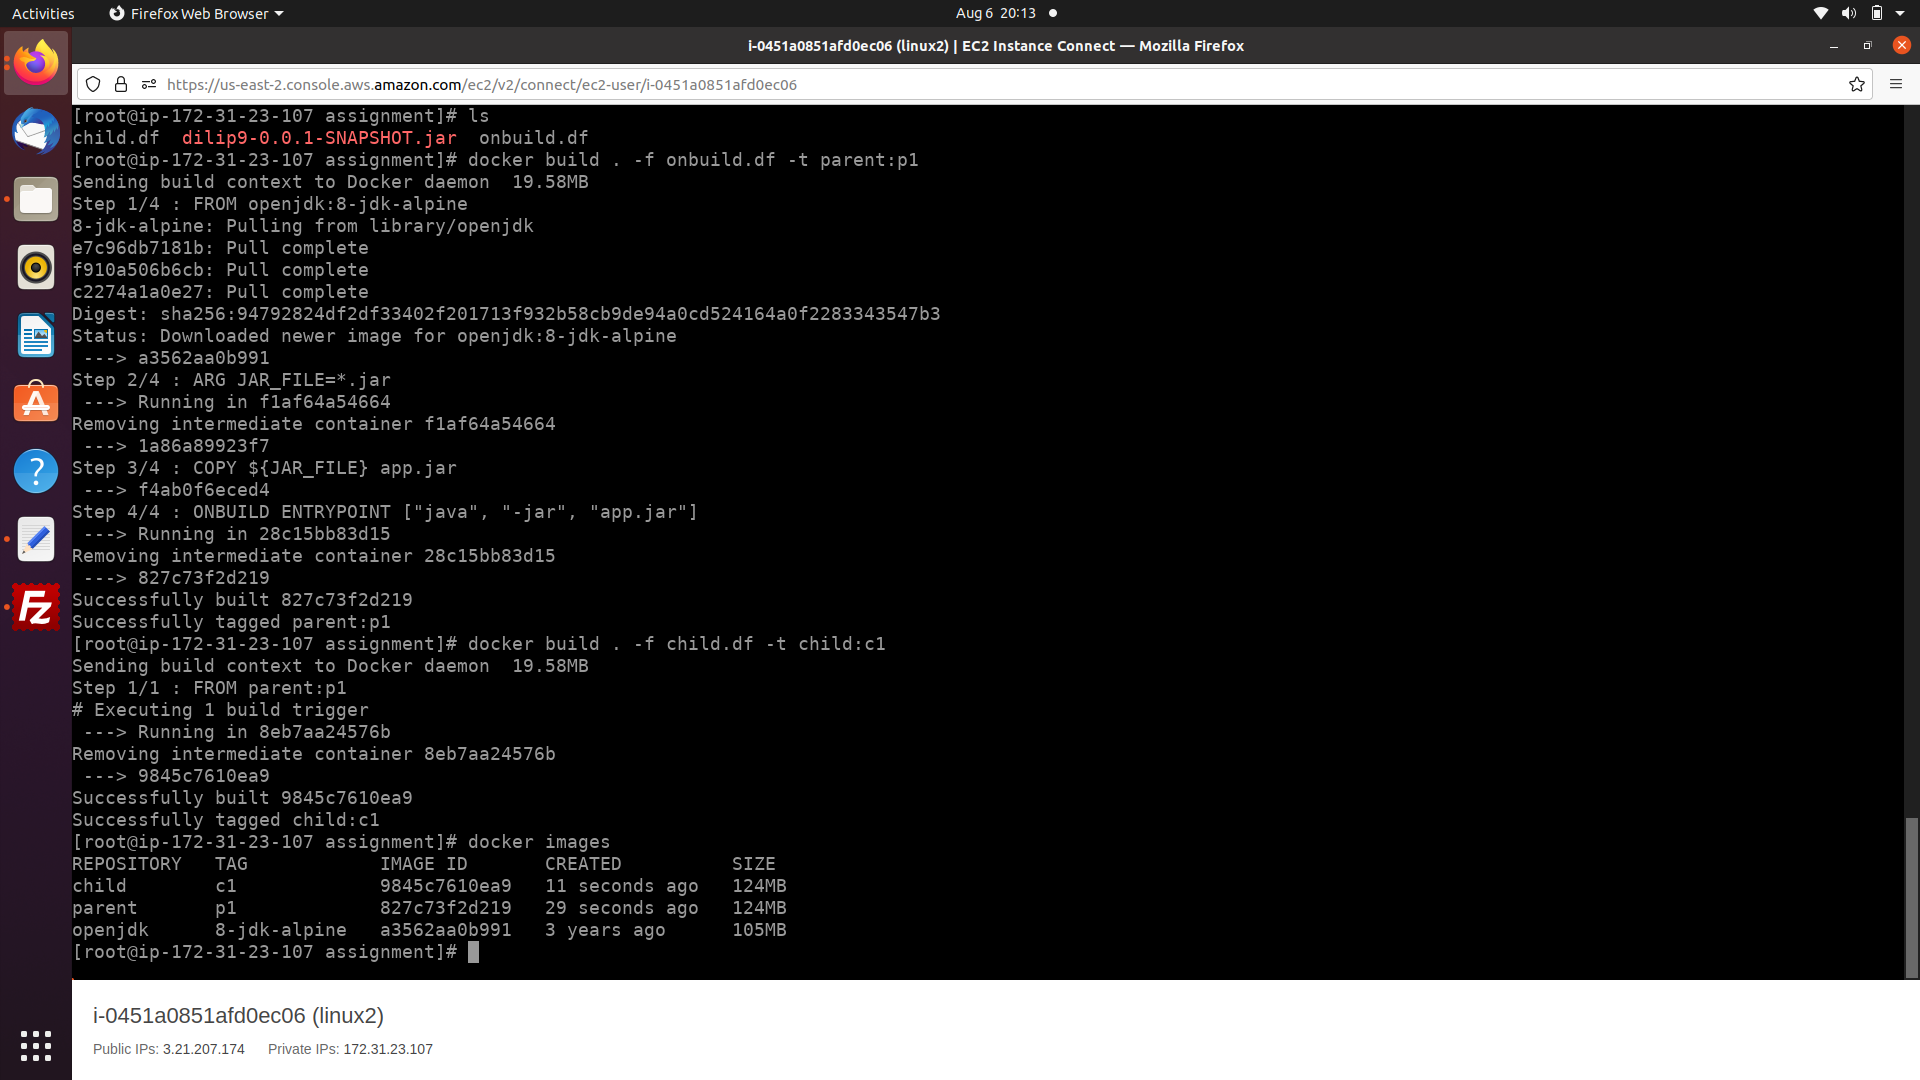 Activities
Firefox Web Browser
Aug 6 20:13
i-0451a0851afd0ec06 (linux2) | EC2 Instance Connect — Mozilla Firefox
https://us-east-2.console.aws.amazon.com/ec2/v2/connect/ec2-user/i-0451a0851afd0ec06
[root@ip-172-31-23-107 assignment]# ls
child.df  dilip9-0.0.1-SNAPSHOT.jar  onbuild.df
[root@ip-172-31-23-107 assignment]# docker build . -f onbuild.df -t parent:p1
Sending build context to Docker daemon  19.58MB
Step 1/4 : FROM openjdk:8-jdk-alpine
8-jdk-alpine: Pulling from library/openjdk
e7c96db7181b: Pull complete
f910a506b6cb: Pull complete
c2274a1a0e27: Pull complete
Digest: sha256:94792824df2df33402f201713f932b58cb9de94a0cd524164a0f2283343547b3
Status: Downloaded newer image for openjdk:8-jdk-alpine
 ---> a3562aa0b991
Step 2/4 : ARG JAR_FILE=*.jar
 ---> Running in f1af64a54664
Removing intermediate container f1af64a54664
 ---> 1a86a89923f7
Step 3/4 : COPY ${JAR_FILE} app.jar
 ---> f4ab0f6eced4
Step 4/4 : ONBUILD ENTRYPOINT ["java", "-jar", "app.jar"]
 ---> Running in 28c15bb83d15
Removing intermediate container 28c15bb83d15
 ---> 827c73f2d219
Successfully built 827c73f2d219
Successfully tagged parent:p1
[root@ip-172-31-23-107 assignment]# docker build . -f child.df -t child:c1
Sending build context to Docker daemon  19.58MB
Step 1/1 : FROM parent:p1
# Executing 1 build trigger
 ---> Running in 8eb7aa24576b
Removing intermediate container 8eb7aa24576b
 ---> 9845c7610ea9
Successfully built 9845c7610ea9
Successfully tagged child:c1
[root@ip-172-31-23-107 assignment]# docker images
REPOSITORY   TAG            IMAGE ID       CREATED          SIZE
child        c1             9845c7610ea9   11 seconds ago   124MB
parent       p1             827c73f2d219   29 seconds ago   124MB
openjdk      8-jdk-alpine   a3562aa0b991   3 years ago      105MB
[root@ip-172-31-23-107 assignment]#
i-0451a0851afd0ec06 (linux2)
Public IPs: 3.21.207.174   Private IPs: 172.31.23.107